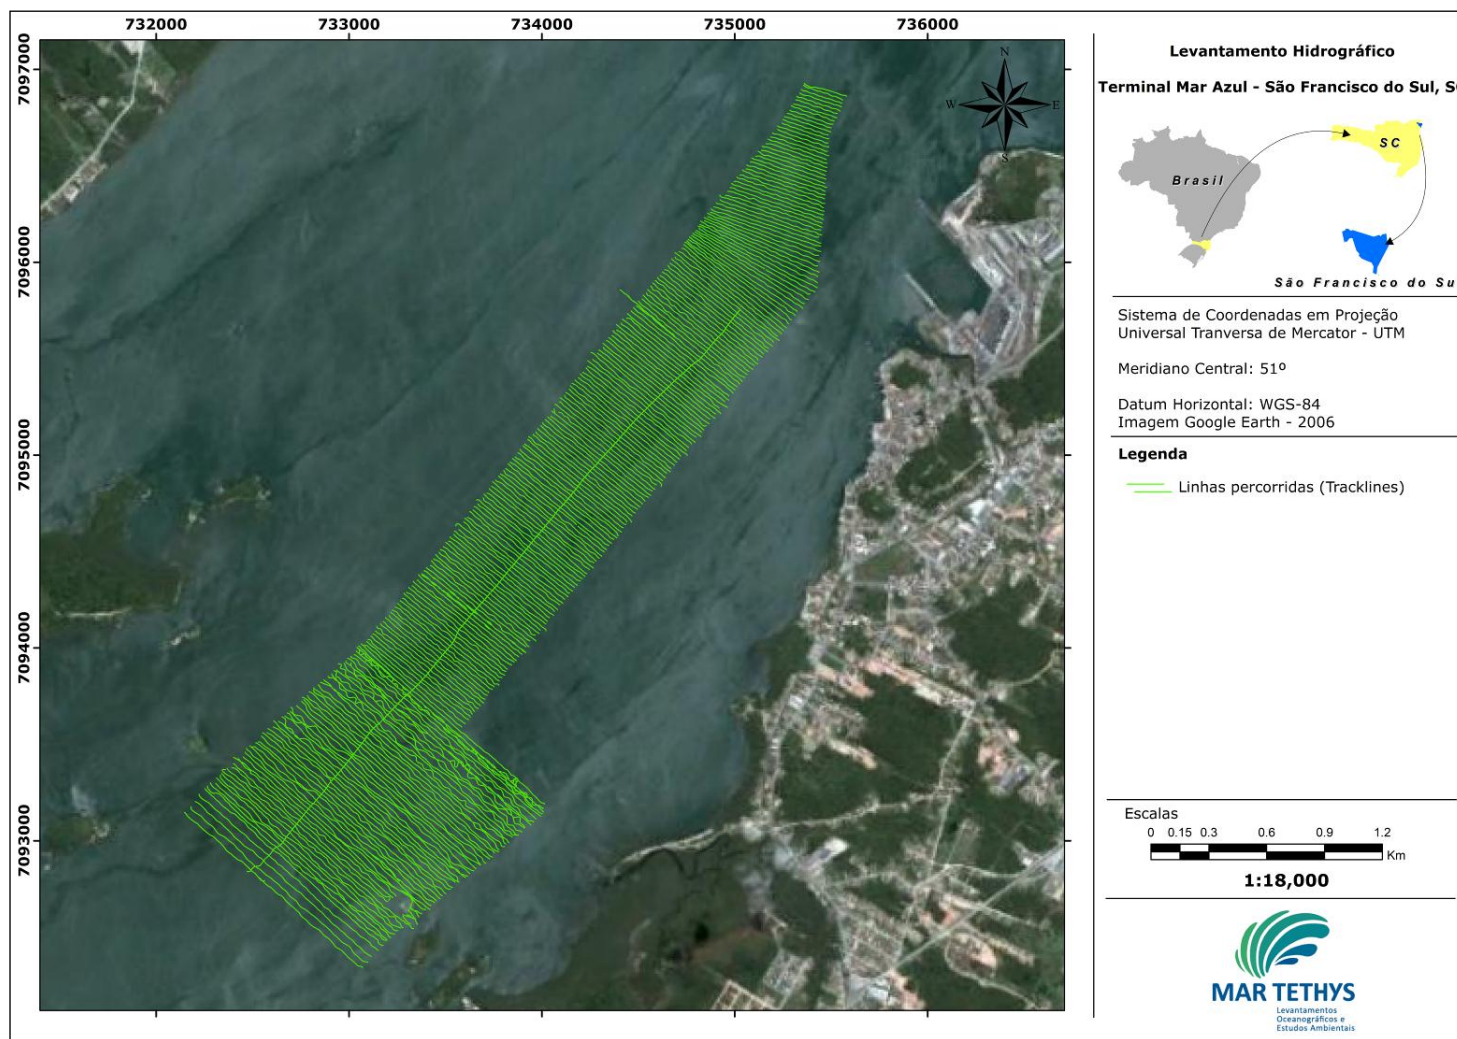 732000 733000 734000 735000 736000
7097000
7096000
7095000
7094000
7093000
N
W E
S
Levantamento Hidrográfico
Terminal Mar Azul - São Francisco do Sul, S
Brasil
SC
São Francisco do Su
Sistema de Coordenadas em Projeção
Universal Tranversa de Mercator - UTM
Meridiano Central: 51º
Datum Horizontal: WGS-84
Imagem Google Earth - 2006
Legenda
Linhas percorridas (Tracklines)
Escalas
0 0.15 0.3 0.6 0.9 1.2
Km
1:18,000
MAR TETHYS
Levantamentos
Oceanográficos e
Estudos Ambientais